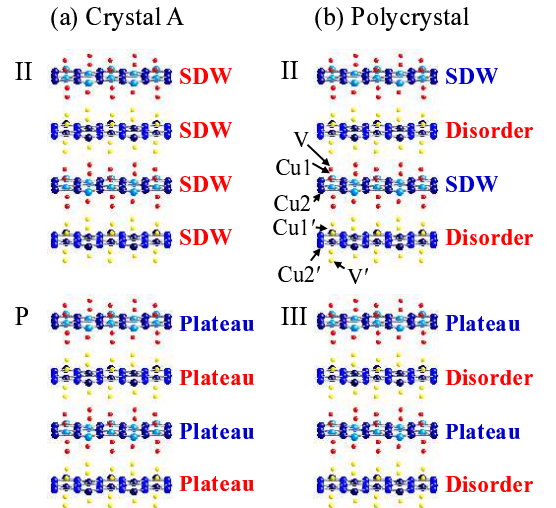 (a) Crystal A
II
SDW
SDW
SDW
SDW
P
Plateau
Plateau
Plateau
Plateau
(b) Polycrystal
II
SDW
Disorder
V
Cu1
SDW
Cu2
Cu1′
Disorder
Cu2′
V′
III
Plateau
Disorder
Plateau
Disorder